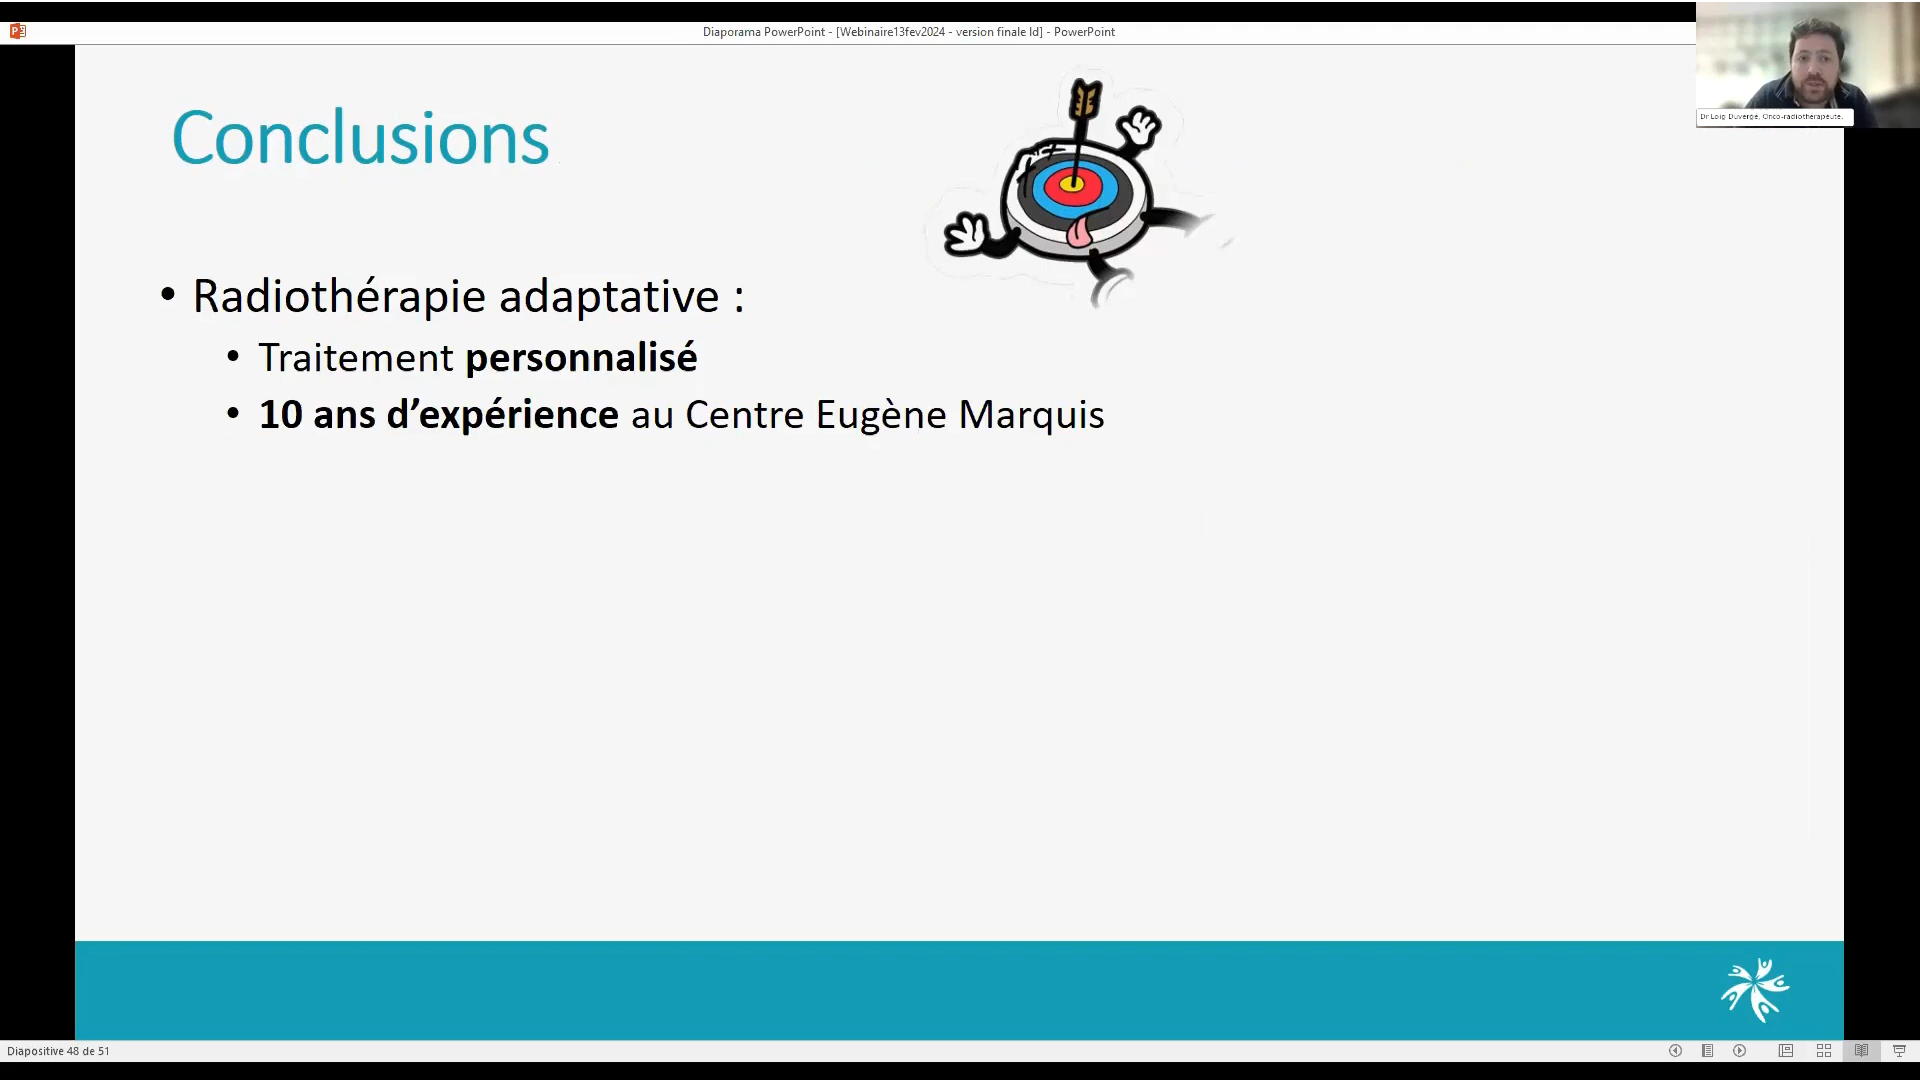 Diaporama PowerPoint - [Webinaire13fev2024 - version finale ld] - PowerPoint
Dr Loig Duvergé, Onco-radiothérapeute,
Conclusions
• Radiothérapie adaptative :
• Traitement personnalisé
• 10 ans d’expérience au Centre Eugène Marquis
Diapositive 48 de 51